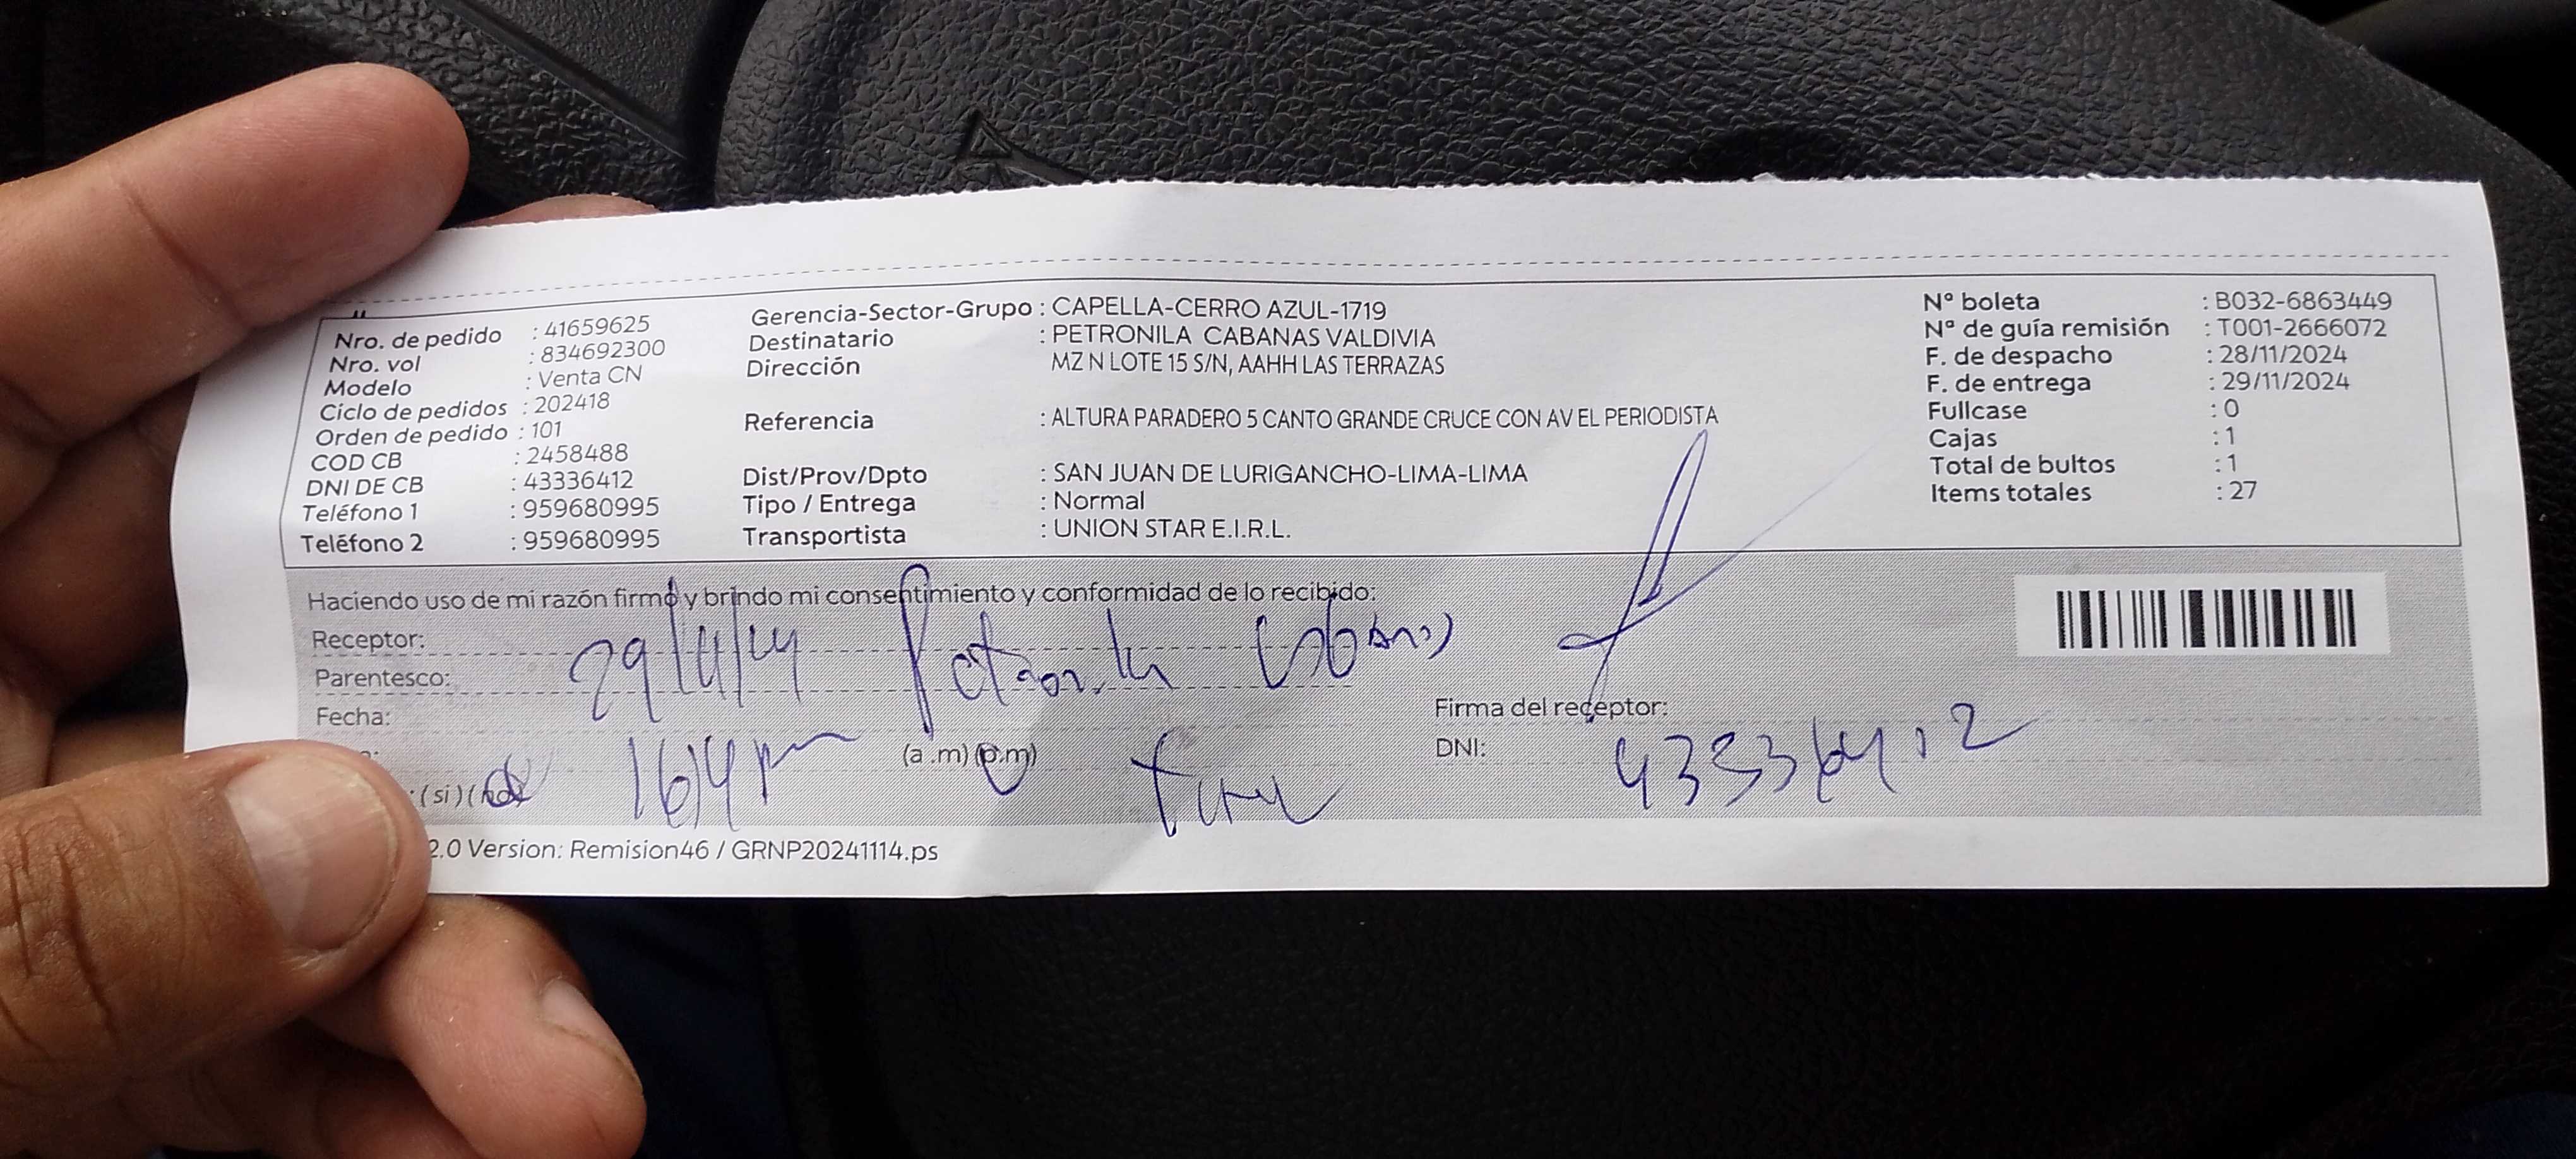 Nro. de pedido : 41659625
Nro. vol : 834692300
Modelo : Venta CN
Ciclo de pedidos : 202418
Orden de pedido : 101
COD CB : 2458488
DNI DE CB : 43336412
Teléfono 1 : 959680995
Teléfono 2 : 959680995
Gerencia-Sector-Grupo : CAPELLA-CERRO AZUL-1719
Destinatario : PETRONILA CABANAS VALDIVIA
Dirección MZ N LOTE 15 S/N, AAHH LAS TERRAZAS
Referencia : ALTURA PARADERO 5 CANTO GRANDE CRUCE CON AV EL PERIODISTA
Dist/Prov/Dpto : SAN JUAN DE LURIGANCHO-LIMA-LIMA
Tipo / Entrega : Normal
Transportista : UNION STAR E.I.R.L.
Nº boleta : B032-6863449
Nº de guía remisión : T001-2666072
F. de despacho : 28/11/2024
F. de entrega : 29/11/2024
Fullcase : 0
Cajas : 1
Total de bultos : 1
Items totales : 27
Haciendo uso de mi razón firmo y brindo mi consentimiento y conformidad de lo recibido:
Receptor:
Parentesco: 29/11/24 Petronila Cabanas
Fecha:
Firma del receptor:
(a .m) (p.m)
DNI: 43336412
: (si) (no)
2.0 Version: Remision46 / GRNP20241114.ps